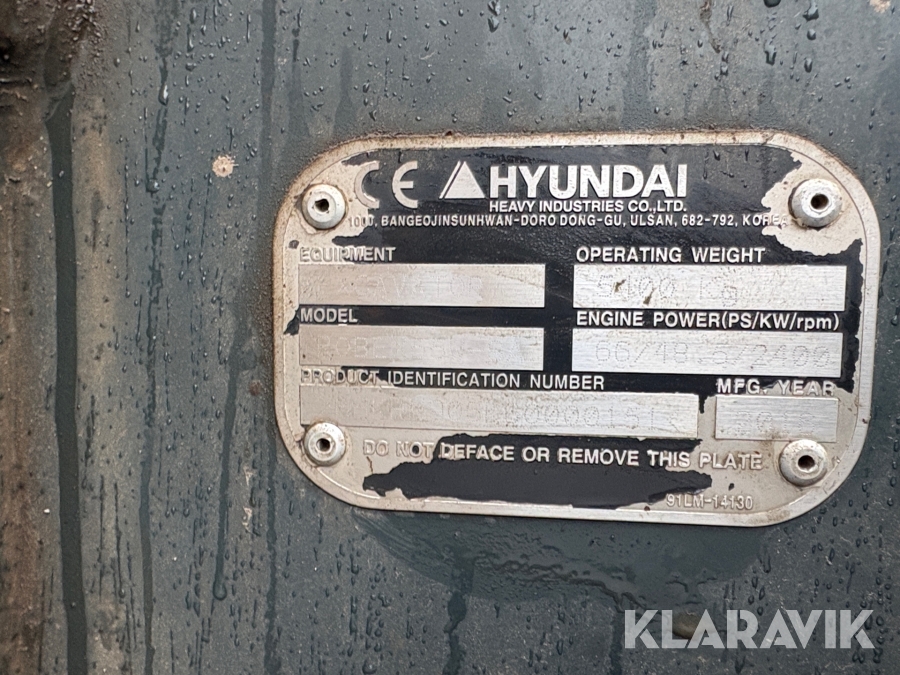 CE HYUNDAI
HEAVY INDUSTRIES CO., LTD.
1000, BANGEOJINSUNHWAN-DORO DONG-GU, ULSAN, 682-792, KOREA
EQUIPMENT OPERATING WEIGHT
Kg
MODEL ENGINE POWER(PS/KW/rpm)
2400
PRODUCT IDENTIFICATION NUMBER MFG. YEAR
DO NOT DEFACE OR REMOVE THIS PLATE
91LM-14130
KLARAVIK